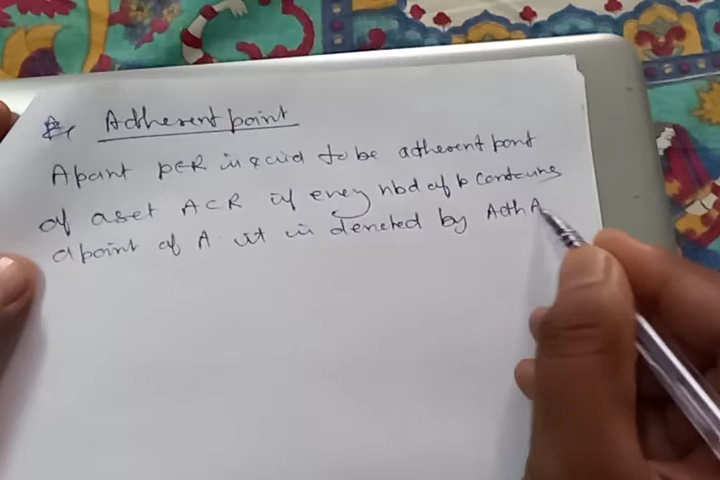 Adherent point
A point p∈R is said to be adherent point
of a set A⊂R if every nbd of p contains
a point of A it is denoted by Adh A